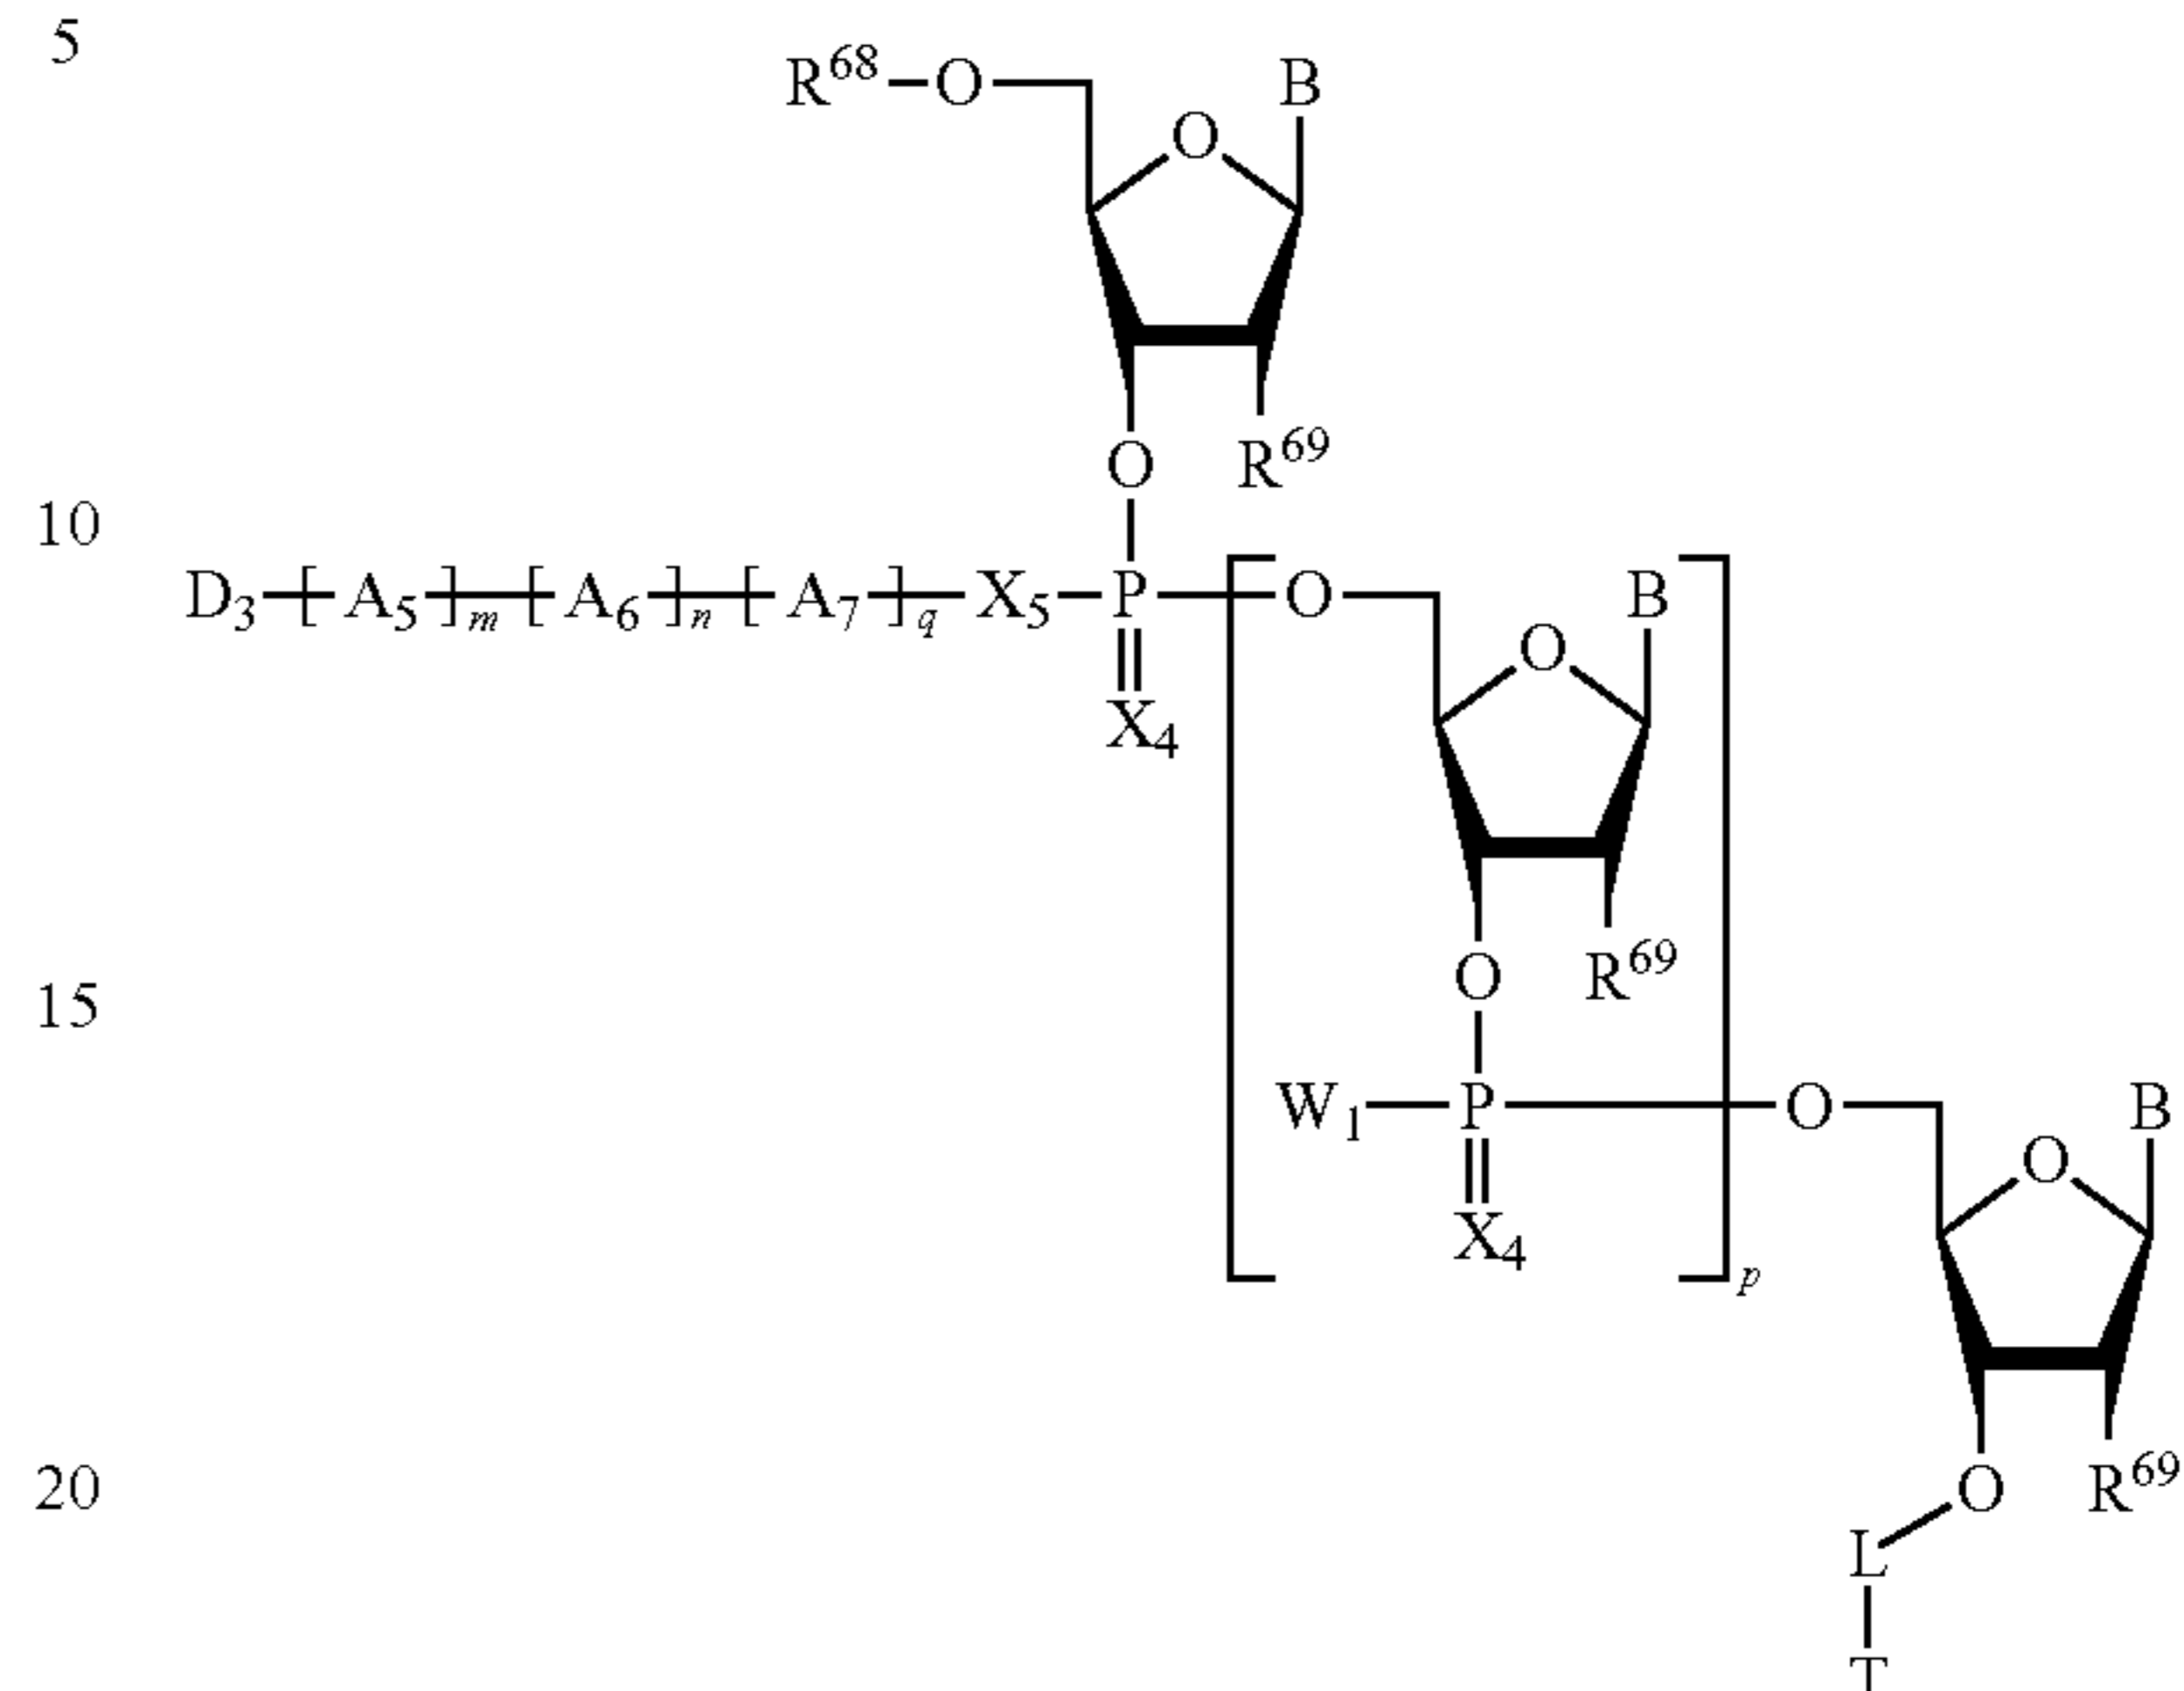 5
R⁶⁸–O B
O
O R⁶⁹
10
D₃–[A₅]ₘ–[A₆]ₙ–[A₇]q–X₅–P–[O B
X₄ O
O R⁶⁹
15
W₁–P–]O B
X₄ O
p
20
O R⁶⁹
L
T